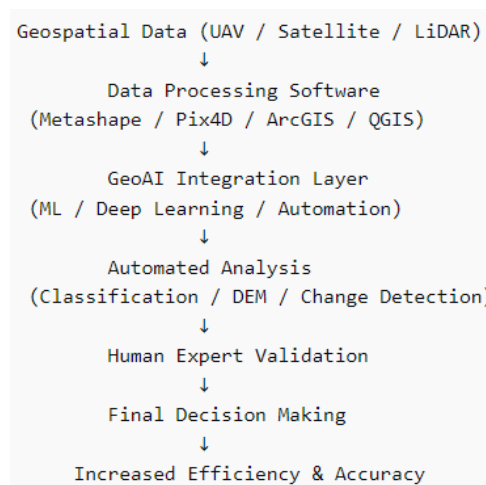 Geospatial Data (UAV / Satellite / LiDAR)
↓
Data Processing Software
(Metashape / Pix4D / ArcGIS / QGIS)
↓
GeoAI Integration Layer
(ML / Deep Learning / Automation)
↓
Automated Analysis
(Classification / DEM / Change Detection)
↓
Human Expert Validation
↓
Final Decision Making
↓
Increased Efficiency & Accuracy